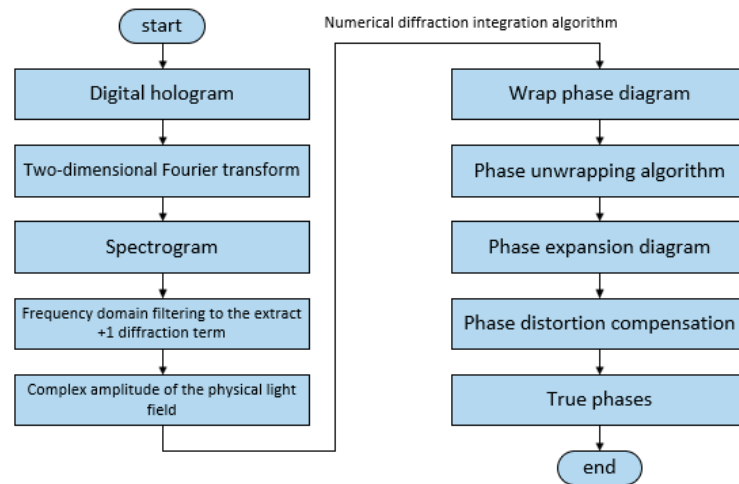 start
Digital hologram
Two-dimensional Fourier transform
Spectrogram
Frequency domain filtering to the extract
+1 diffraction term
Complex amplitude of the physical light
field
Numerical diffraction integration algorithm
Wrap phase diagram
Phase unwrapping algorithm
Phase expansion diagram
Phase distortion compensation
True phases
end